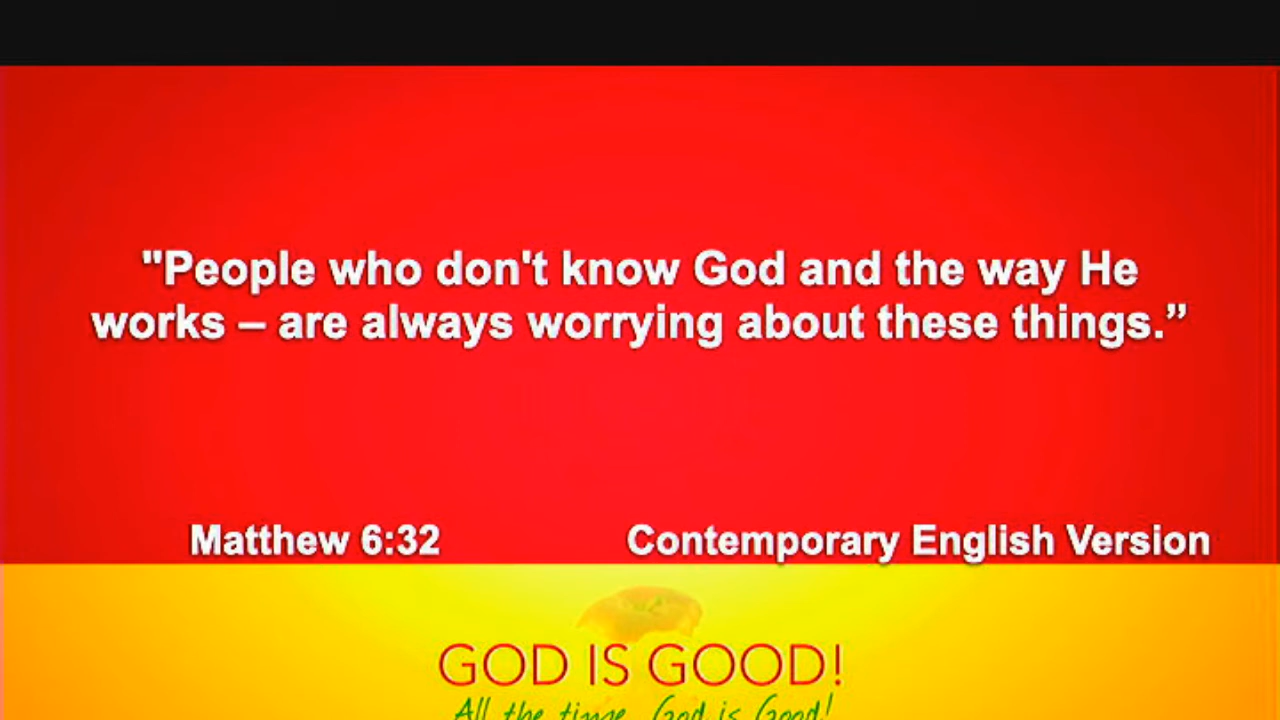 "People who don't know God and the way He
works – are always worrying about these things.”
Matthew 6:32 Contemporary English Version
GOD IS GOOD!
All the time, God is Good!